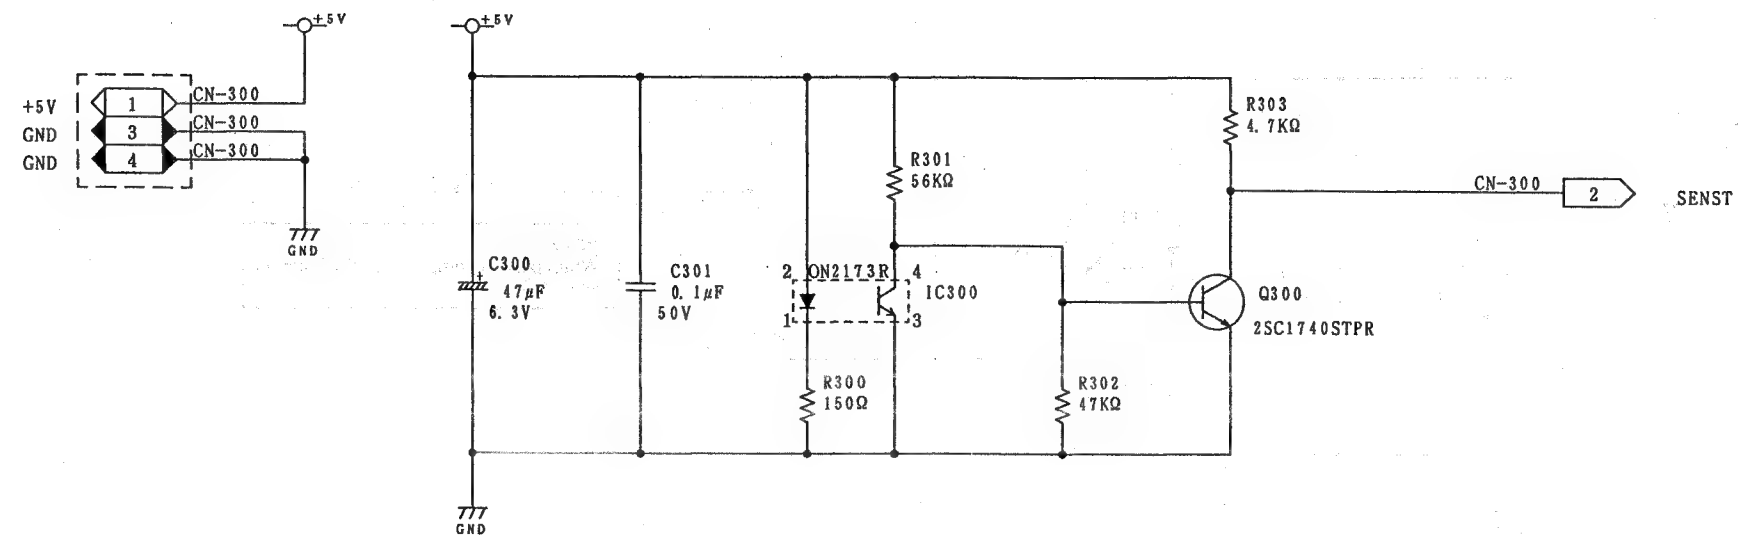 +5V
+5V
+5V
1
CN-300
GND
3
CN-300
GND
4
CN-300
GND
C300
+
47μF
6.3V
C301
0.1μF
50V
2 ON2173R 4
IC300
1
3
R300
150Ω
R301
56KΩ
R302
47KΩ
R303
4.7KΩ
CN-300
2
SENST
Q300
2SC1740STPR
GND